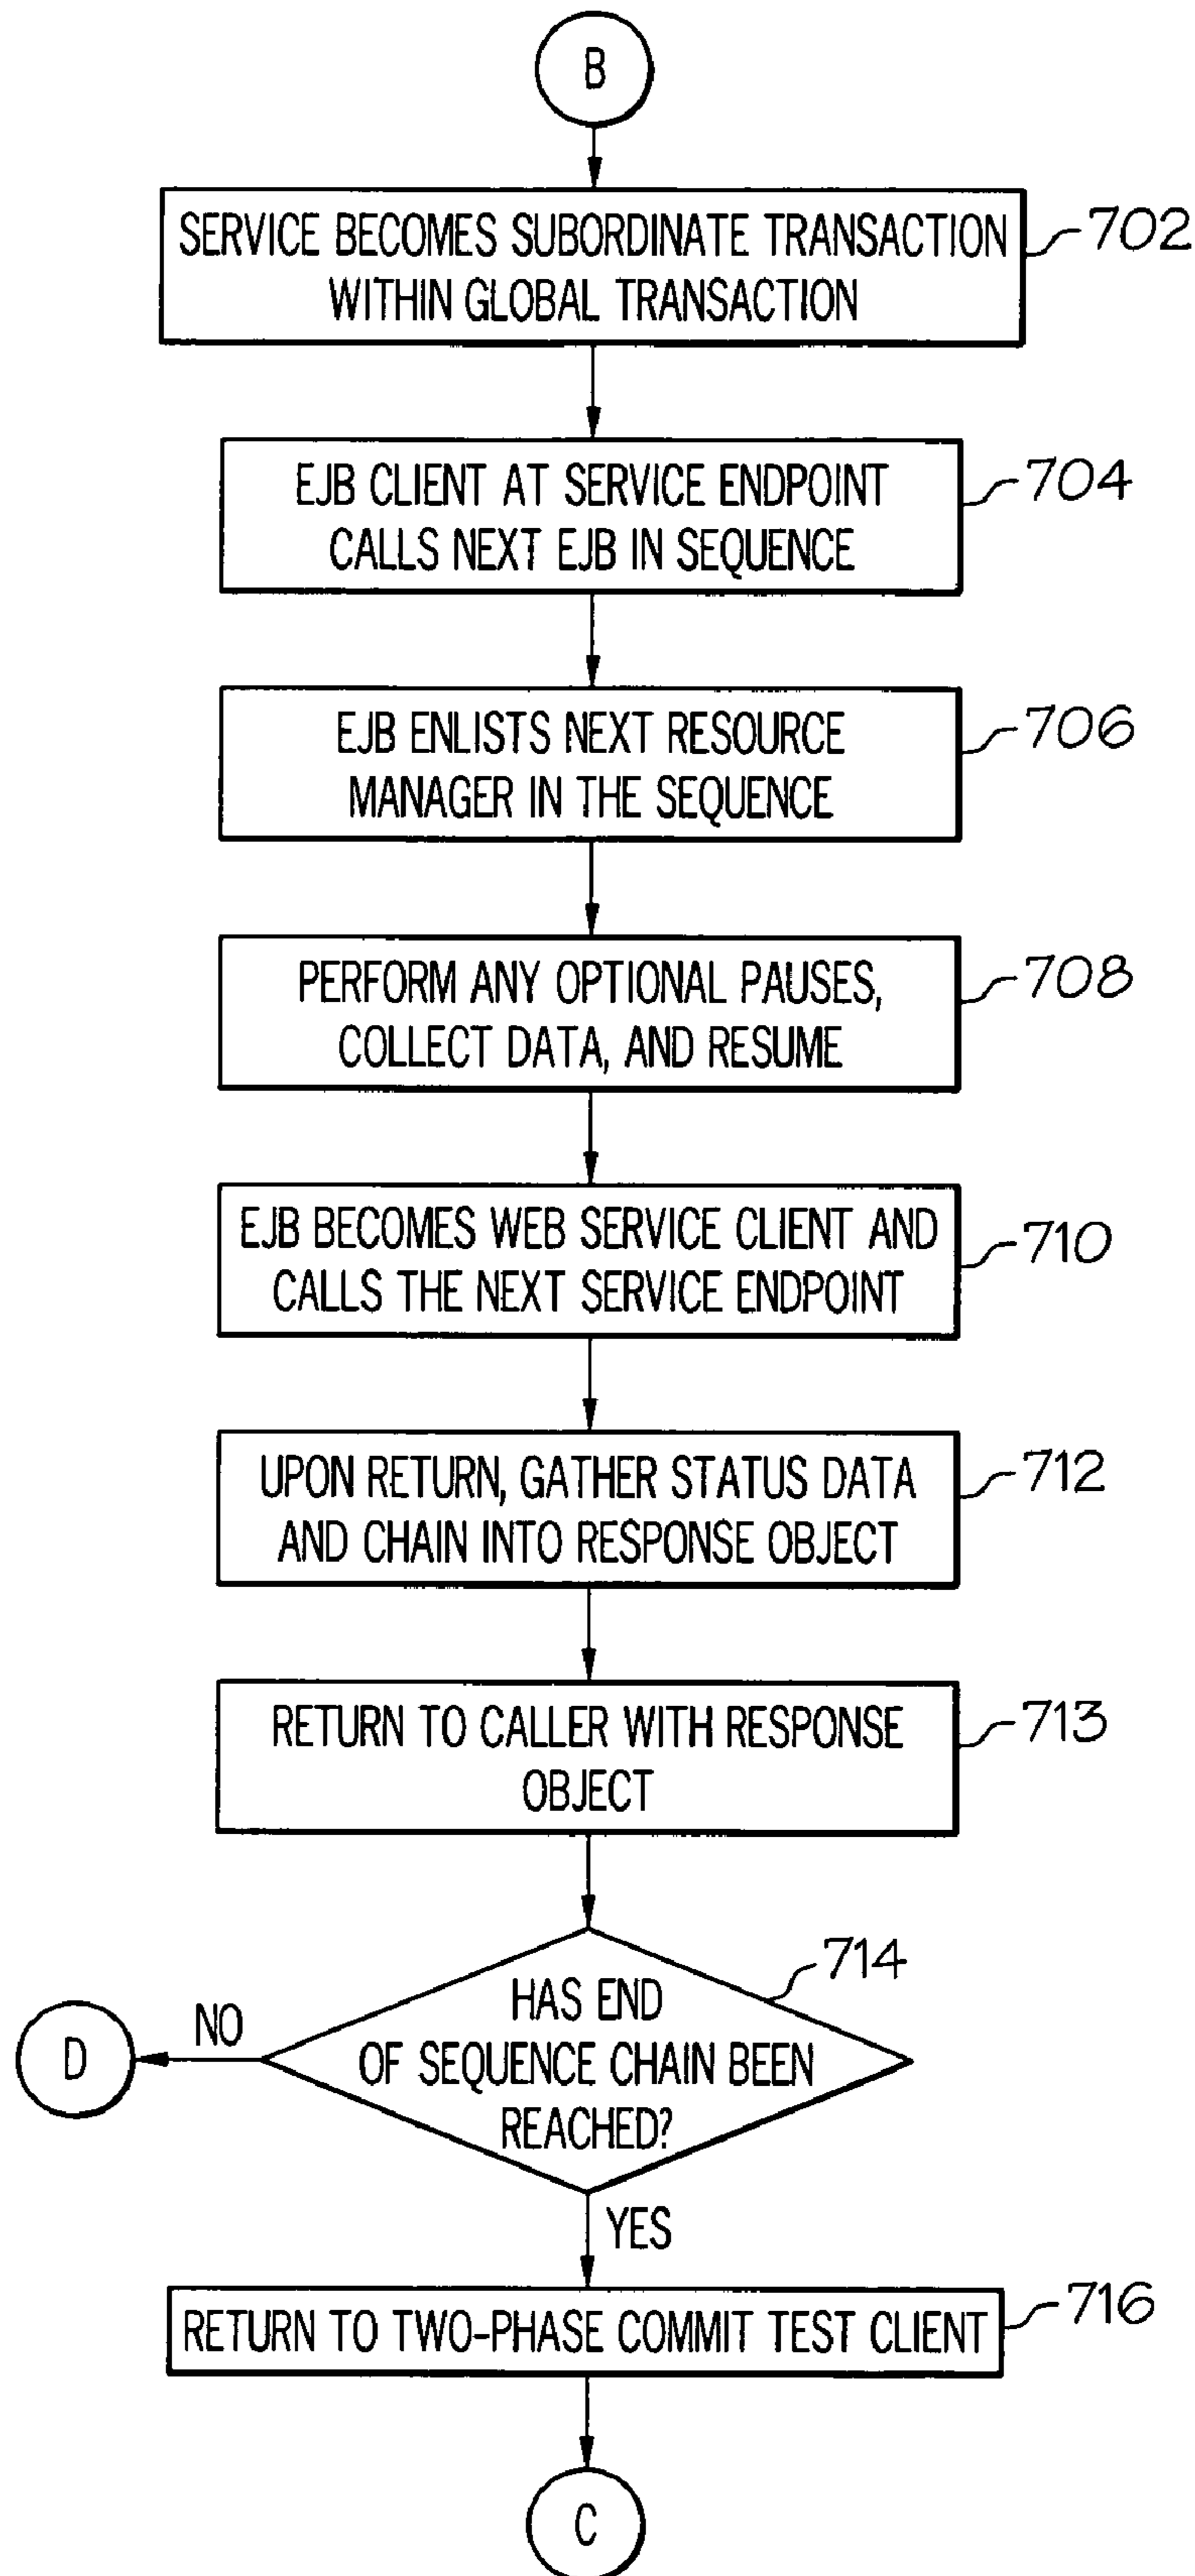 B
SERVICE BECOMES SUBORDINATE TRANSACTION
WITHIN GLOBAL TRANSACTION
702
EJB CLIENT AT SERVICE ENDPOINT
CALLS NEXT EJB IN SEQUENCE
704
EJB ENLISTS NEXT RESOURCE
MANAGER IN THE SEQUENCE
706
PERFORM ANY OPTIONAL PAUSES,
COLLECT DATA, AND RESUME
708
EJB BECOMES WEB SERVICE CLIENT AND
CALLS THE NEXT SERVICE ENDPOINT
710
UPON RETURN, GATHER STATUS DATA
AND CHAIN INTO RESPONSE OBJECT
712
RETURN TO CALLER WITH RESPONSE
OBJECT
713
714
HAS END
OF SEQUENCE CHAIN BEEN
REACHED?
NO
D
YES
RETURN TO TWO-PHASE COMMIT TEST CLIENT
716
C